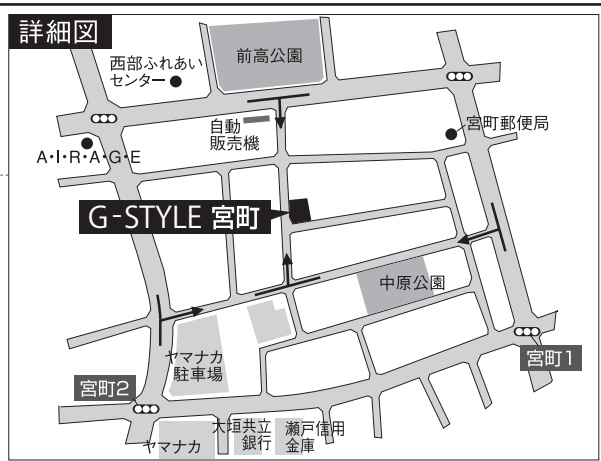 詳細図
前高公園
西部ふれあい
センター
自動
販売機
宮町郵便局
A・I・R・A・G・E
G-STYLE 宮町
中原公園
ヤマナカ
駐車場
宮町1
宮町2
大垣共立
銀行
瀬戸信用
金庫
ヤマナカ